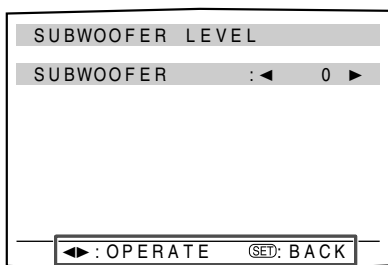 SUBWOOFER LEVEL
SUBWOOFER :◄ 0 ►
◄►:OPERATE SET:BACK